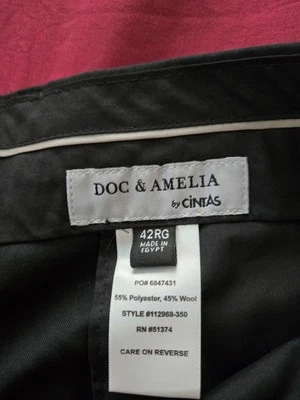 DOC & AMELIA
by CINTAS
42RG
MADE IN
EGYPT
PO# 6847431
55% Polyester, 45% Wool
STYLE #112968-350
RN #51374
CARE ON REVERSE